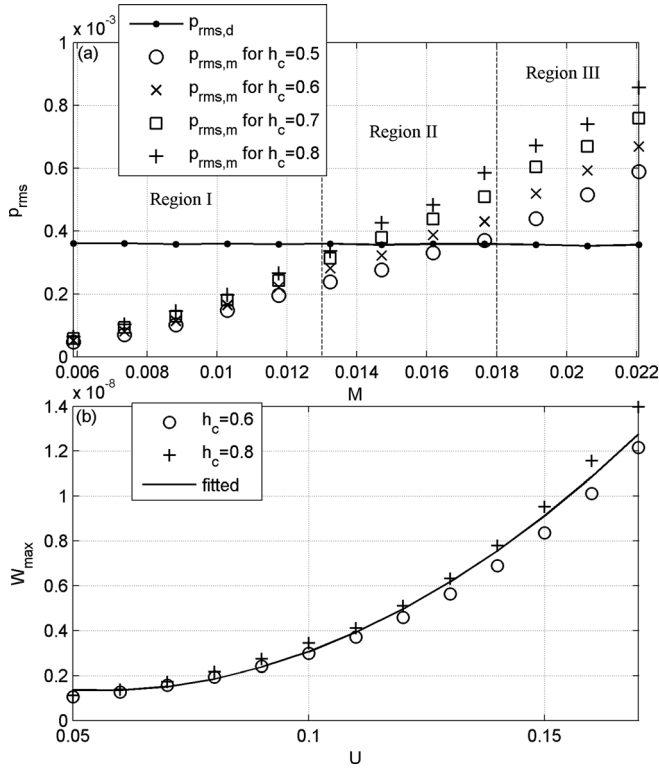 x 10^-3
(a)
p_rms,d
p_rms,m for h_c=0.5
p_rms,m for h_c=0.6
p_rms,m for h_c=0.7
p_rms,m for h_c=0.8
Region I
Region II
Region III
1
0.8
0.6
0.4
0.2
0
p_rms
0.006 0.008 0.01 0.012 0.014 0.016 0.018 0.02 0.022
M
x 10^-8
(b)
h_c=0.6
h_c=0.8
fitted
1.4
1.2
1
0.8
0.6
0.4
0.2
0
W_max
0.05 0.1 0.15
U